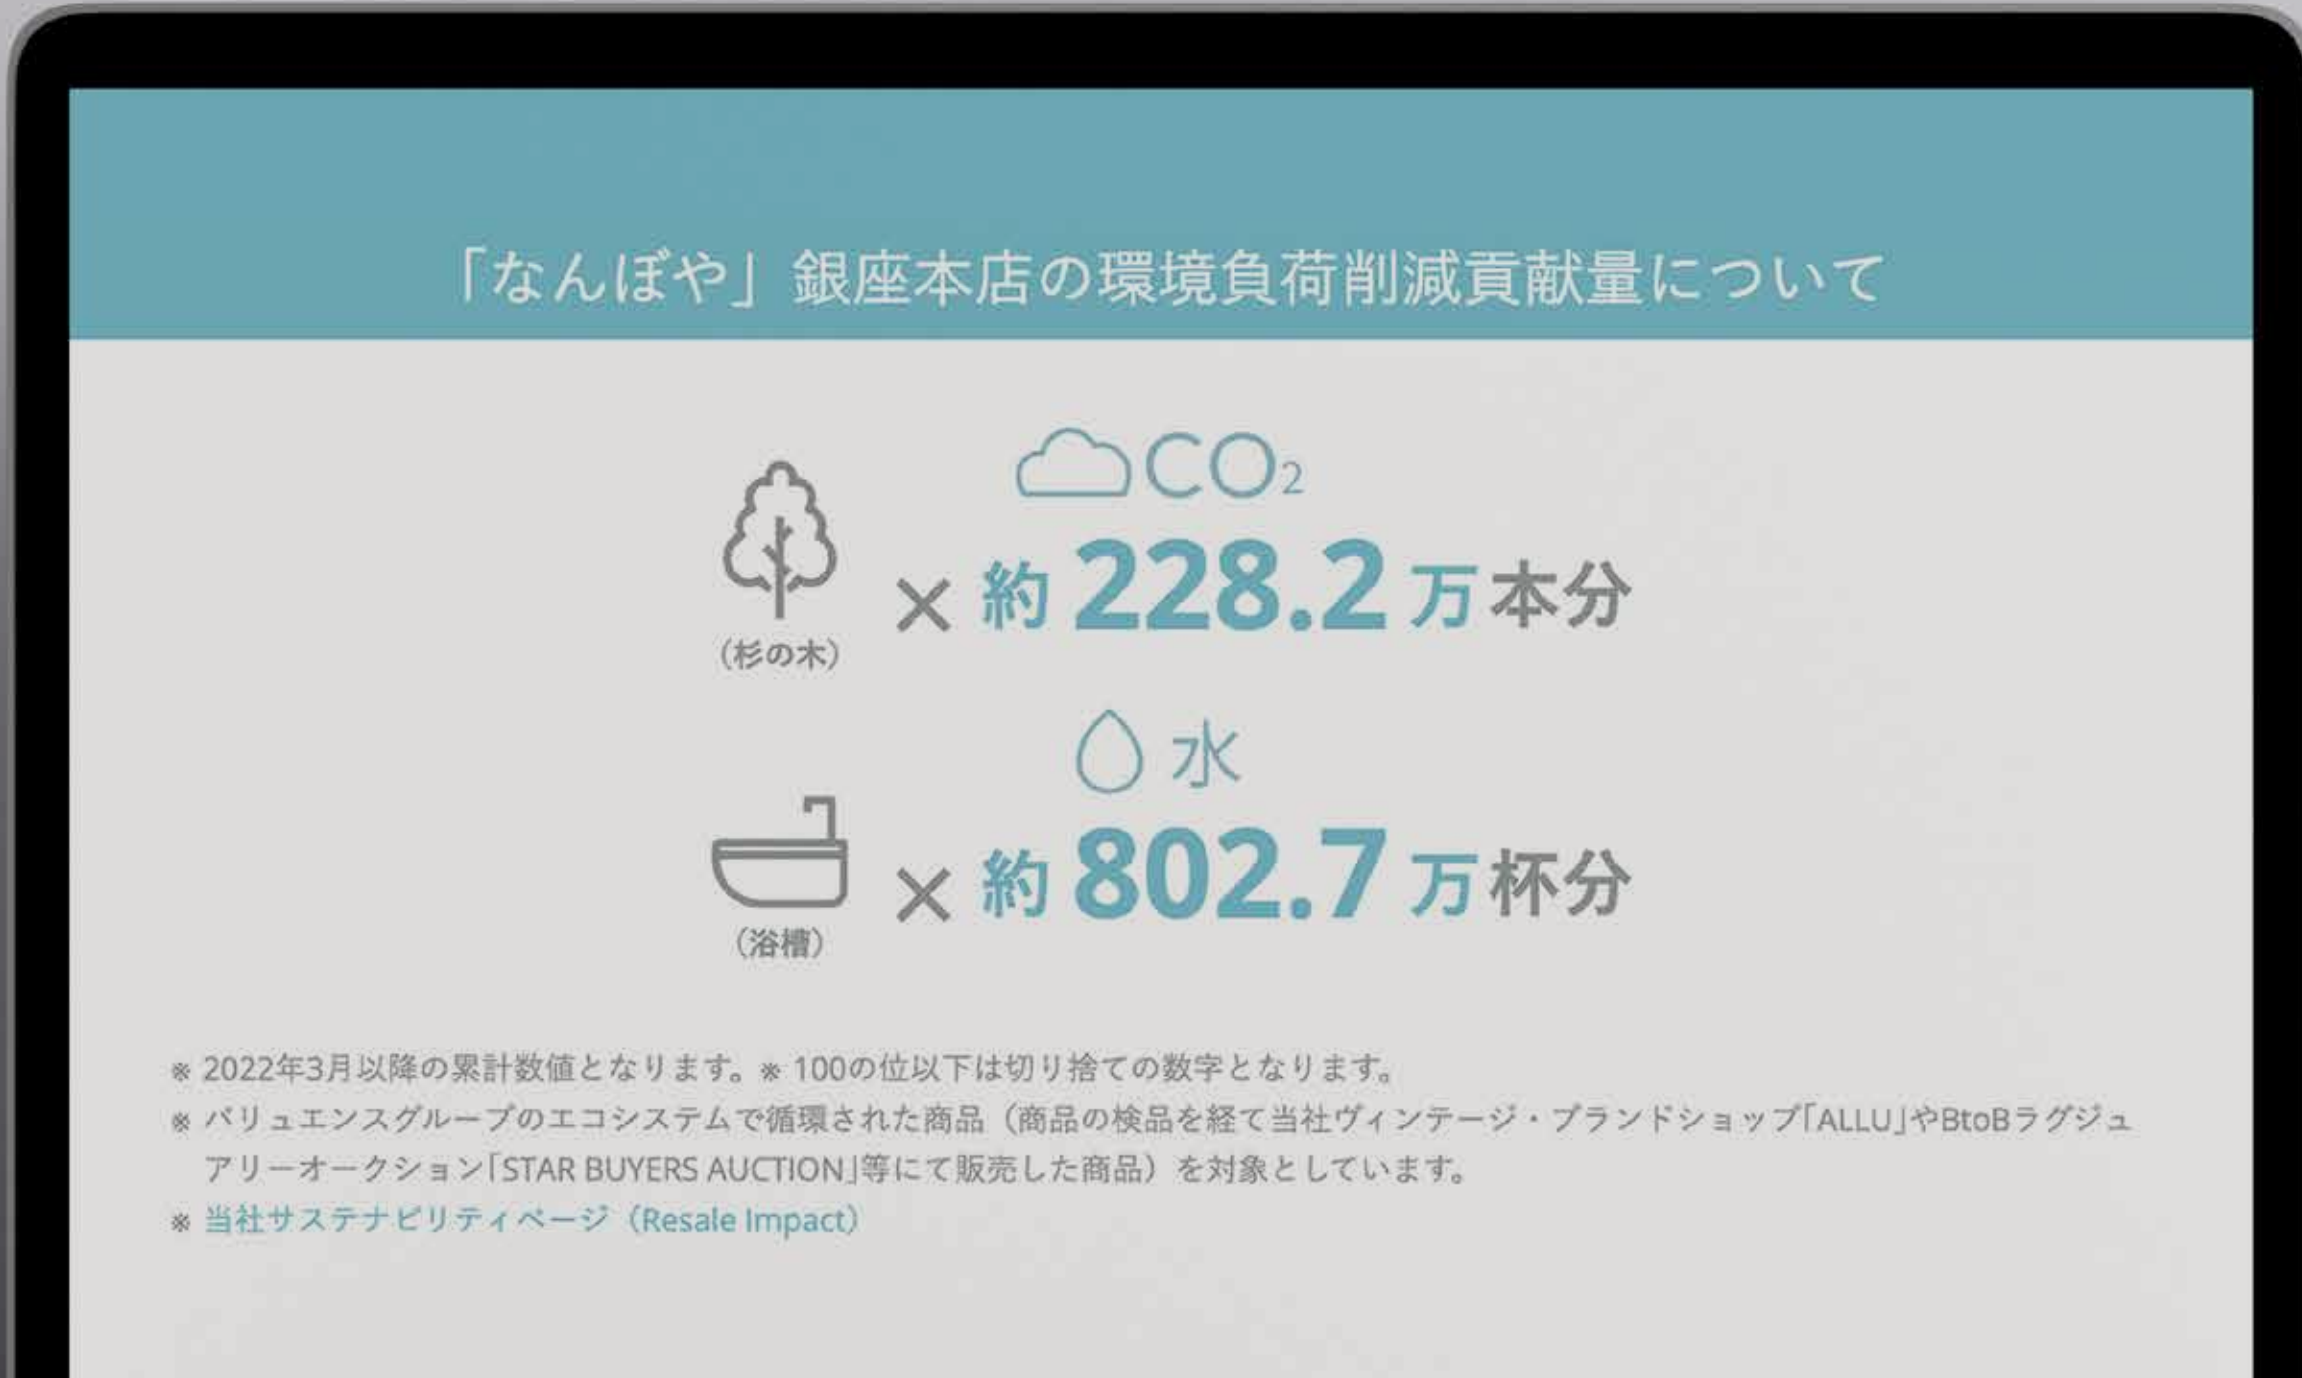 「なんぼや」銀座本店の環境負荷削減貢献量について
CO₂
× 約 228.2 万本分
（杉の木）
水
× 約 802.7 万杯分
（浴槽）
※ 2022年3月以降の累計数値となります。※ 100の位以下は切り捨ての数字となります。
※ バリュエンスグループのエコシステムで循環された商品（商品の検品を経て当社ヴィンテージ・ブランドショップ「ALLU」やBtoBラグジュ
アリーオークション「STAR BUYERS AUCTION」等にて販売した商品）を対象としています。
※ 当社サステナビリティページ（Resale Impact）